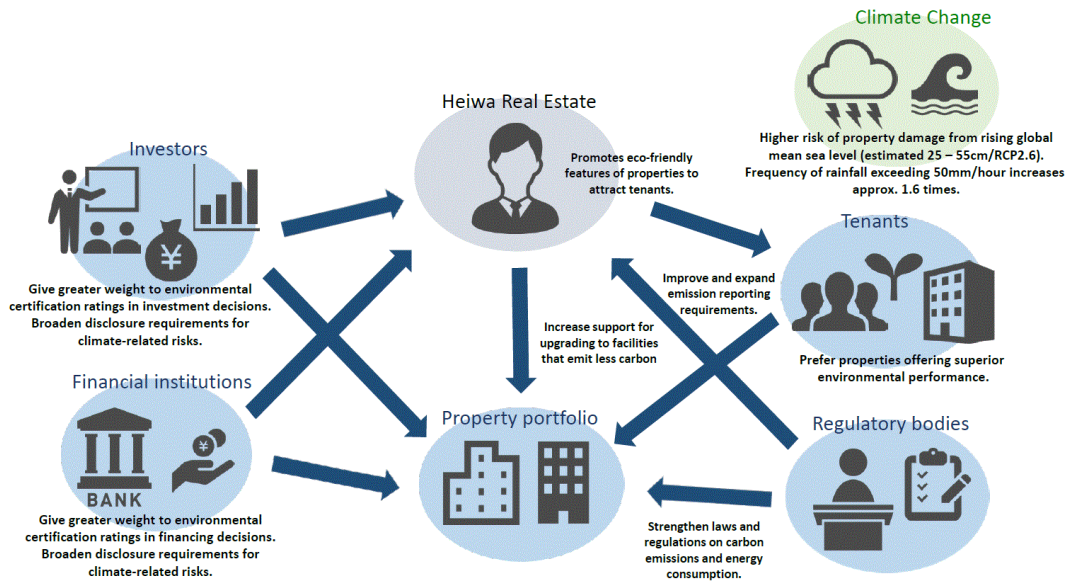 Climate Change
Higher risk of property damage from rising global
mean sea level (estimated 25 – 55cm/RCP2.6).
Frequency of rainfall exceeding 50mm/hour increases
approx. 1.6 times.
Heiwa Real Estate
Promotes eco-friendly
features of properties to
attract tenants.
Investors
¥
Give greater weight to environmental
certification ratings in investment decisions.
Broaden disclosure requirements for
climate-related risks.
Tenants
Prefer properties offering superior
environmental performance.
Improve and expand
emission reporting
requirements.
Increase support for
upgrading to facilities
that emit less carbon
Financial institutions
¥
BANK
Give greater weight to environmental
certification ratings in financing decisions.
Broaden disclosure requirements for
climate-related risks.
Property portfolio
Regulatory bodies
Strengthen laws and
regulations on carbon
emissions and energy
consumption.